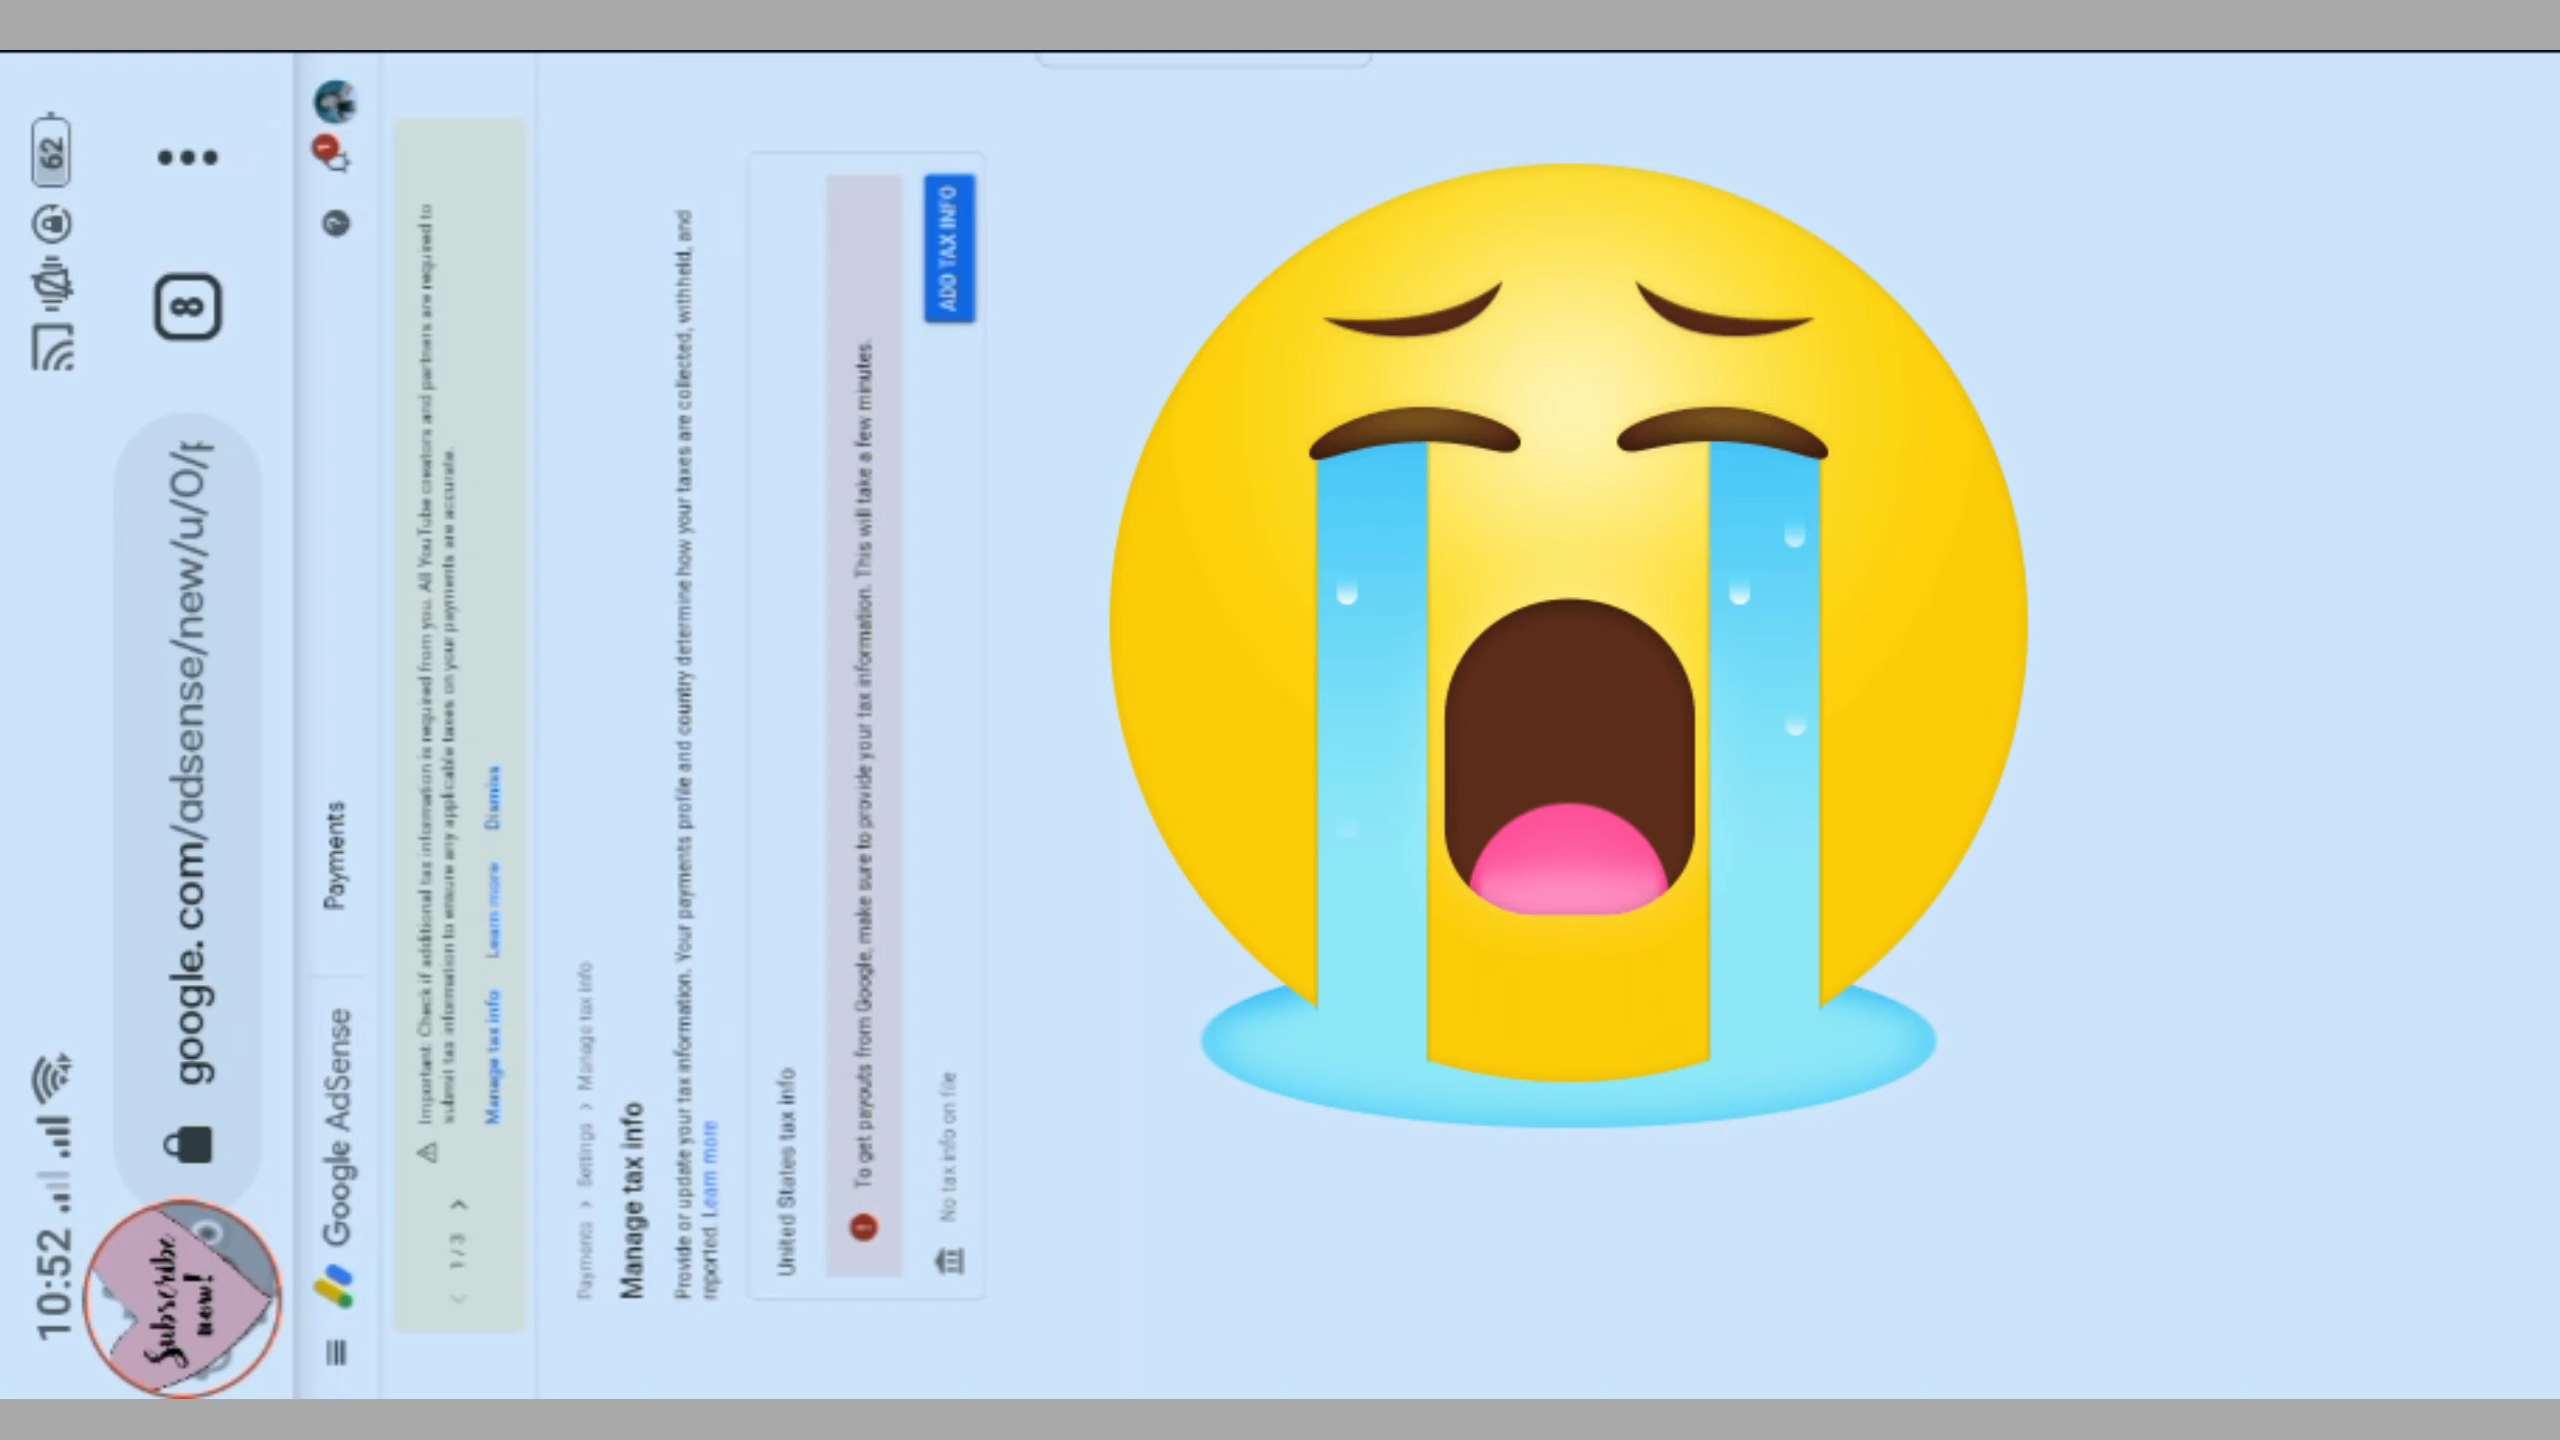 10:52
62
google.com/adsense/new/u/0/p
8
Subscribe
now!
Google AdSense
Payments
?
1
1/3
Important: Check if additional tax information is required from you. All YouTube creators and partners are required to
submit tax information to ensure any applicable taxes on your payments are accurate.
Manage tax info Learn more Dismiss
Payments > Settings > Manage tax info
Manage tax info
Provide or update your tax information. Your payments profile and country determine how your taxes are collected, withheld, and
reported. Learn more
United States tax info
To get payouts from Google, make sure to provide your tax information. This will take a few minutes.
No tax info on file
ADD TAX INFO